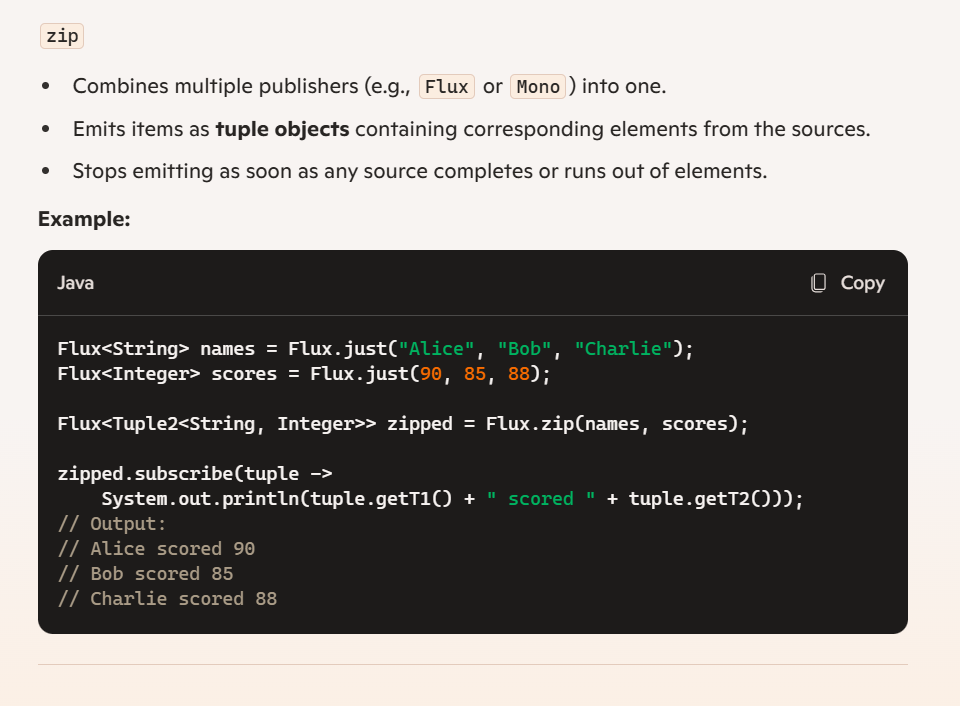 zip
• Combines multiple publishers (e.g., Flux or Mono) into one.
• Emits items as tuple objects containing corresponding elements from the sources.
• Stops emitting as soon as any source completes or runs out of elements.
Example:
Java
Copy
Flux<String> names = Flux.just("Alice", "Bob", "Charlie");
Flux<Integer> scores = Flux.just(90, 85, 88);
Flux<Tuple2<String, Integer>> zipped = Flux.zip(names, scores);
zipped.subscribe(tuple ->
    System.out.println(tuple.getT1() + " scored " + tuple.getT2()));
// Output:
// Alice scored 90
// Bob scored 85
// Charlie scored 88